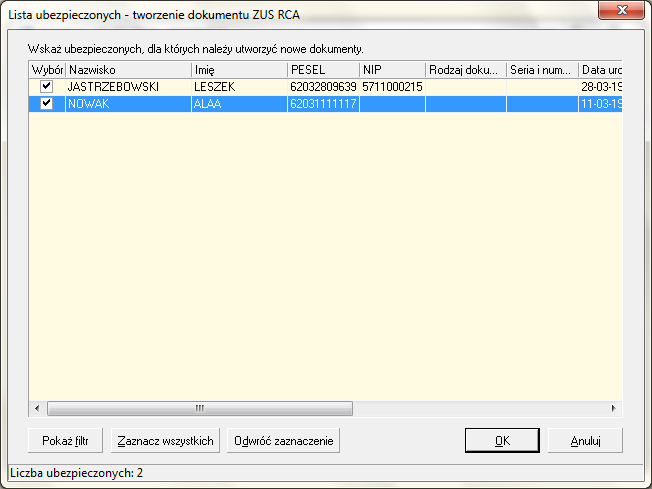 Lista ubezpieczonych - tworzenie dokumentu ZUS RCA
Wskaż ubezpieczonych, dla których należy utworzyć nowe dokumenty.
Wybór Nazwisko Imię PESEL NIP Rodzaj doku... Seria i num... Data urc
JASTRZEBOWSKI LESZEK 62032809639 5711000215 28-03-19
NOWAK ALAA 62031111117 11-03-19
Pokaż filtr Zaznacz wszystkich Odwróć zaznaczenie OK Anuluj
Liczba ubezpieczonych: 2